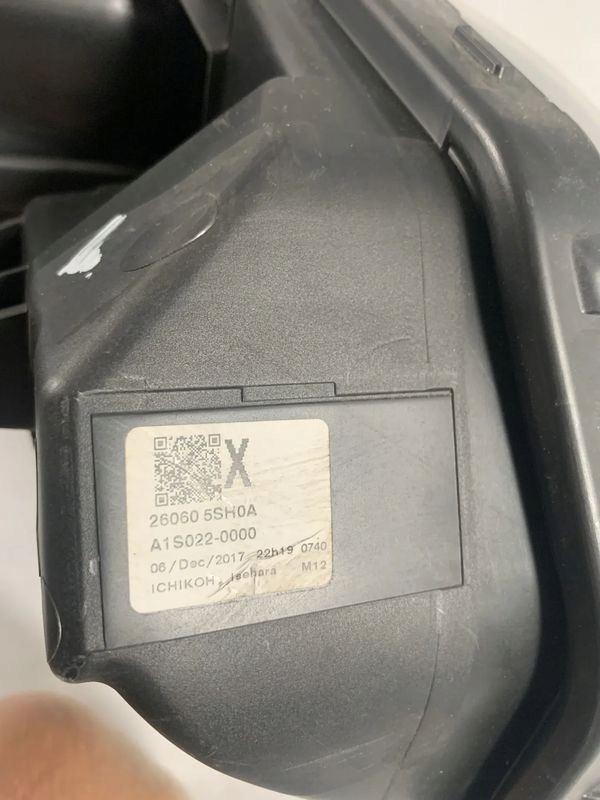 X
26060 5SH0A
A1S022-0000
06/Dec/2017 22h19 0740
ICHIKOH, Isehara M12